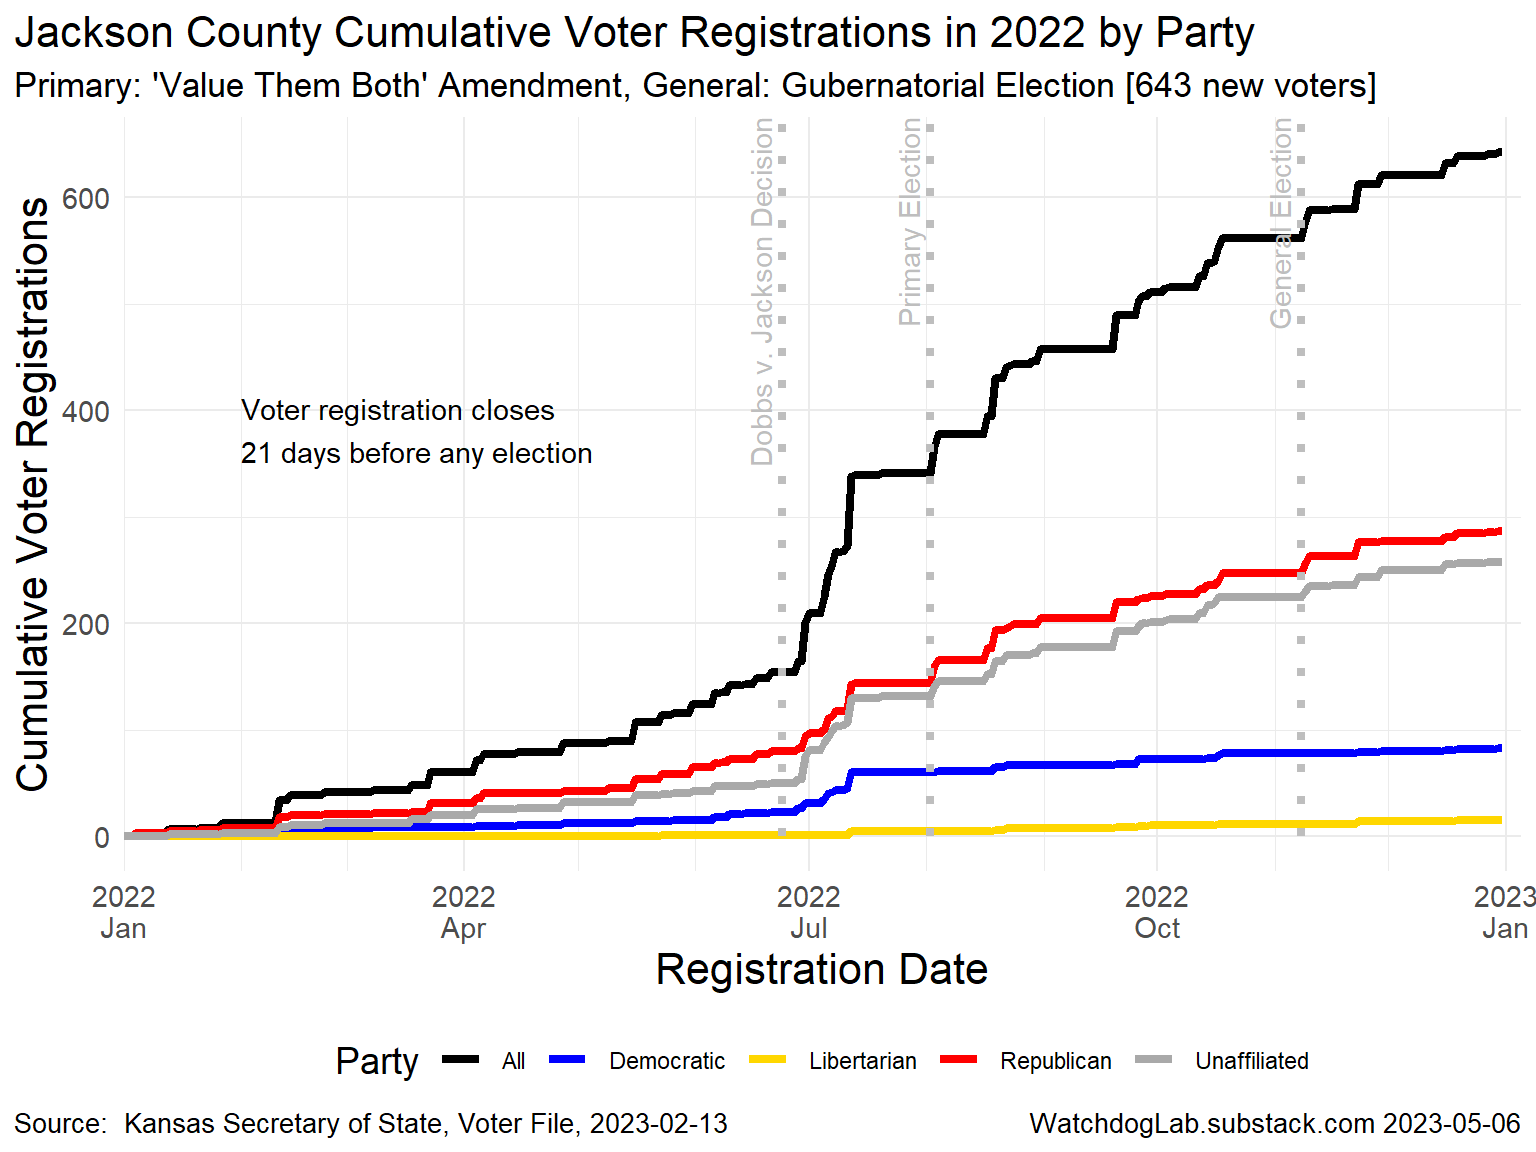 Jackson County Cumulative Voter Registrations in 2022 by Party
Primary: 'Value Them Both' Amendment, General: Gubernatorial Election [643 new voters]
Cumulative Voter Registrations
600
400
200
0
Dobbs v. Jackson Decision
Primary Election
General Election
Voter registration closes
21 days before any election
2022
Jan
2022
Apr
2022
Jul
2022
Oct
2023
Jan
Registration Date
Party
All
Democratic
Libertarian
Republican
Unaffiliated
Source:  Kansas Secretary of State, Voter File, 2023-02-13
WatchdogLab.substack.com 2023-05-06